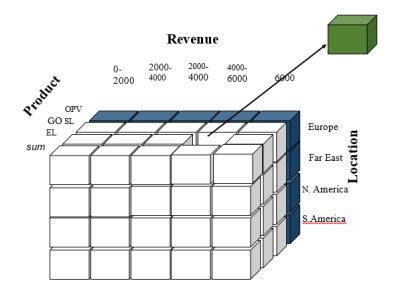 Revenue
0-
2000
2000-
4000
2000-
4000
4000-
6000
6000
Product
OPV
GO SL
EL
sum
Europe
Far East
N. America
S.America
Location